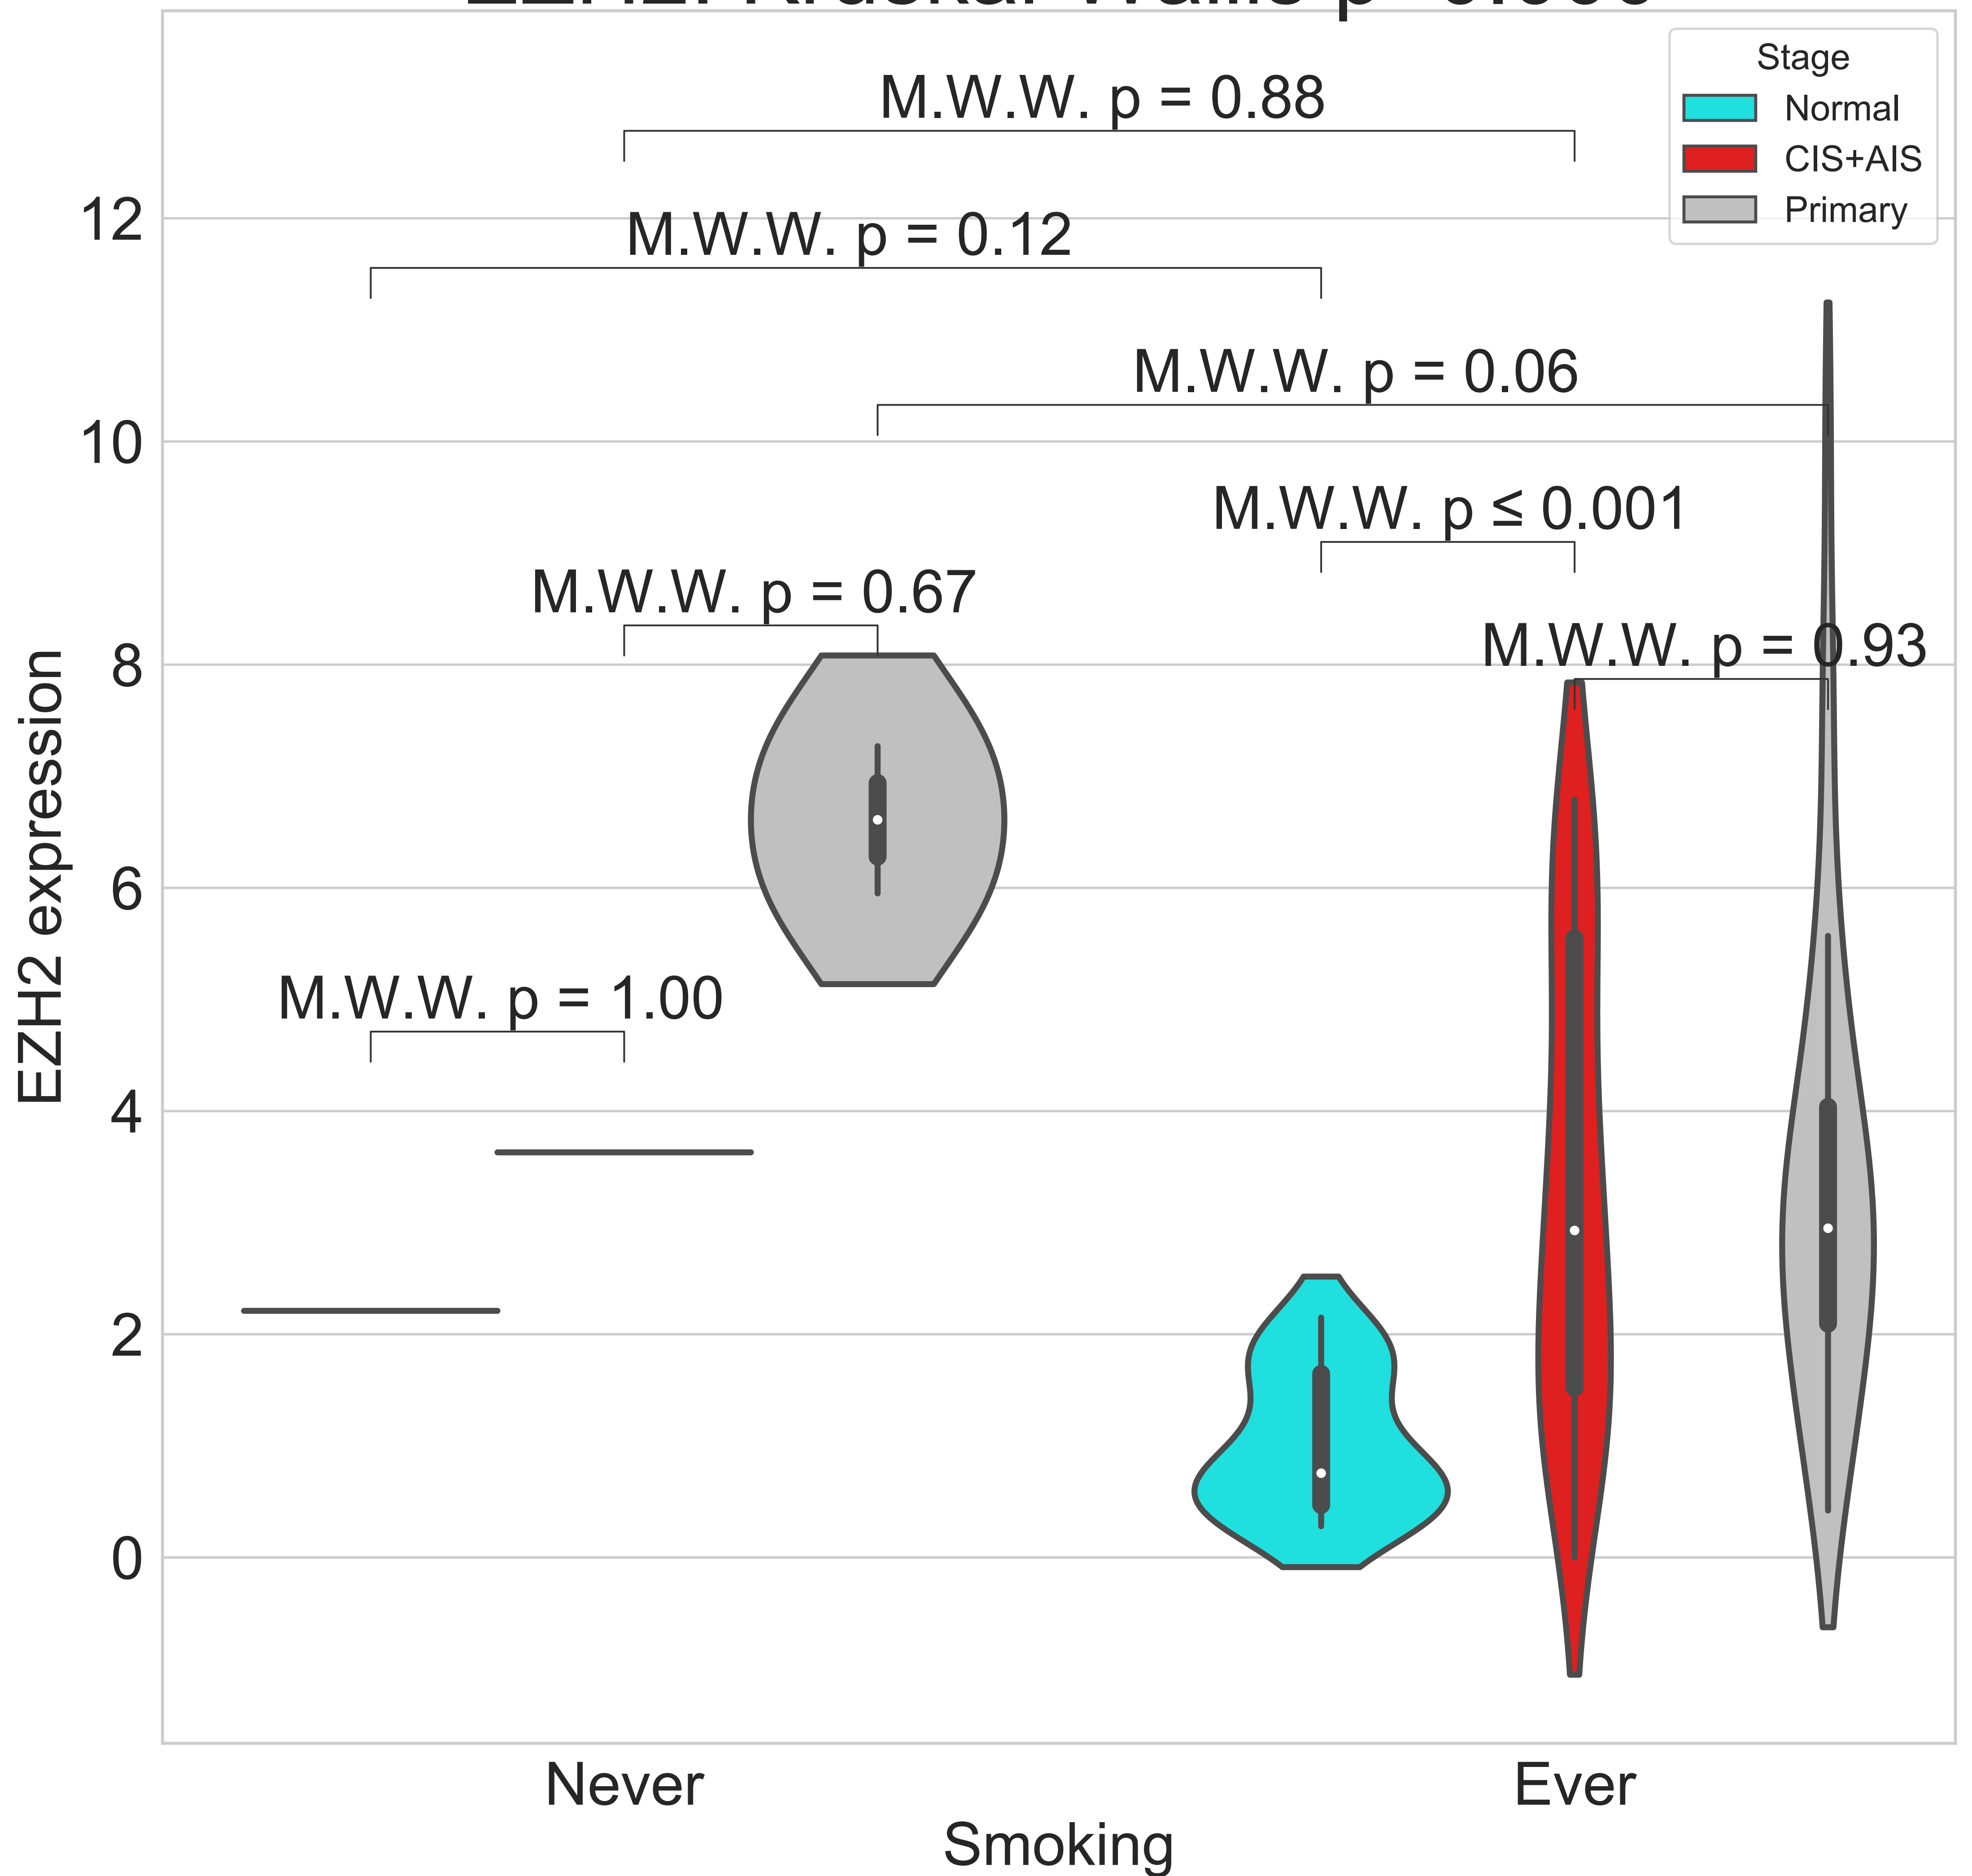 Stage
Normal
CIS+AIS
Primary
M.W.W. p = 0.88
M.W.W. p = 0.12
M.W.W. p = 0.06
M.W.W. p ≤ 0.001
M.W.W. p = 0.67
M.W.W. p = 0.93
M.W.W. p = 1.00
12
10
8
6
4
2
0
EZH2 expression
Never
Ever
Smoking